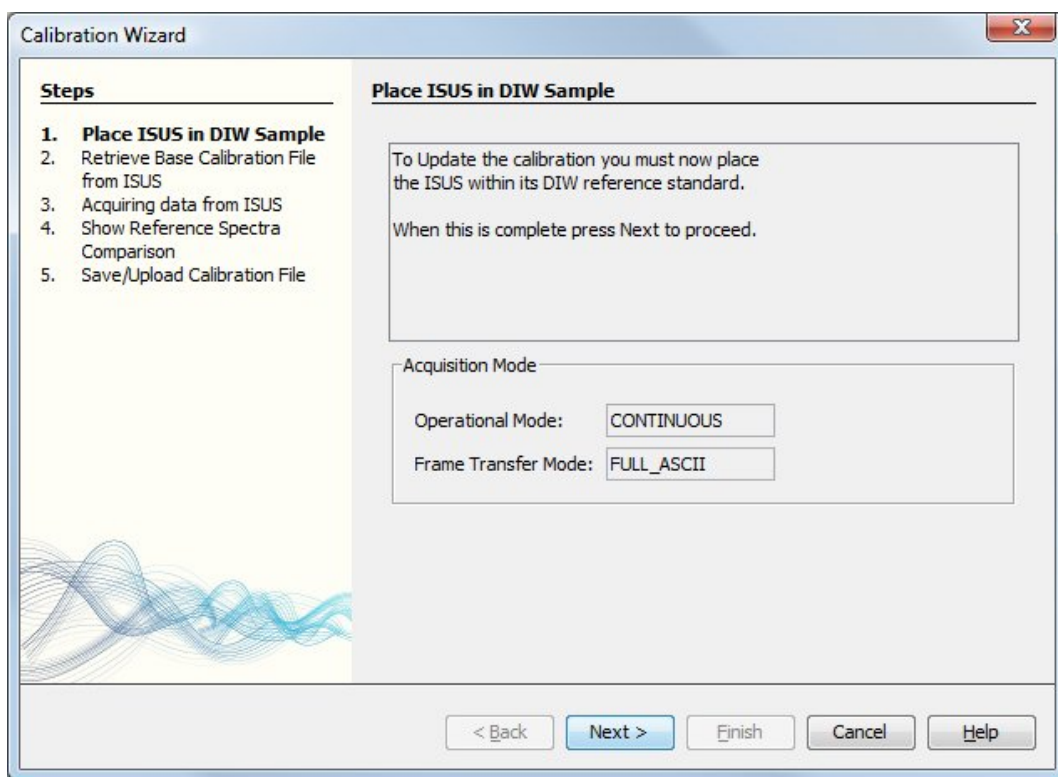 Calibration Wizard
Steps
1. Place ISUS in DIW Sample
2. Retrieve Base Calibration File
from ISUS
3. Acquiring data from ISUS
4. Show Reference Spectra
Comparison
5. Save/Upload Calibration File
Place ISUS in DIW Sample
To Update the calibration you must now place
the ISUS within its DIW reference standard.
When this is complete press Next to proceed.
Acquisition Mode
Operational Mode: CONTINUOUS
Frame Transfer Mode: FULL_ASCII
< Back Next > Finish Cancel Help